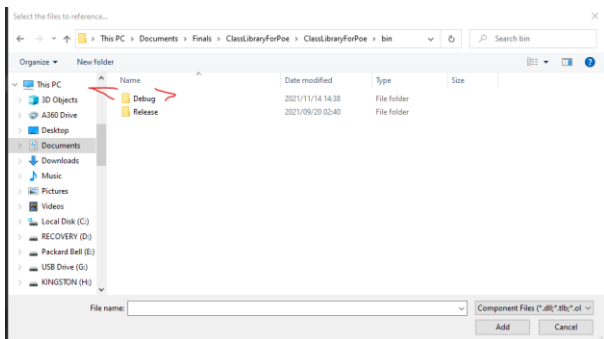 Select the files to reference...
This PC > Documents > Finals > ClassLibraryForPoe > ClassLibraryForPoe > bin
Search bin
Organize
New folder
Name
Date modified
Type
Size
This PC
3D Objects
A360 Drive
Desktop
Documents
Downloads
Music
Pictures
Videos
Local Disk (C:)
RECOVERY (D:)
Packard Bell (E:)
USB Drive (G:)
KINGSTON (H:)
Debug
2021/11/14 14:38
File folder
Release
2021/09/20 02:40
File folder
File name:
Component Files (*.dll;*.tlb;*.ol
Add
Cancel